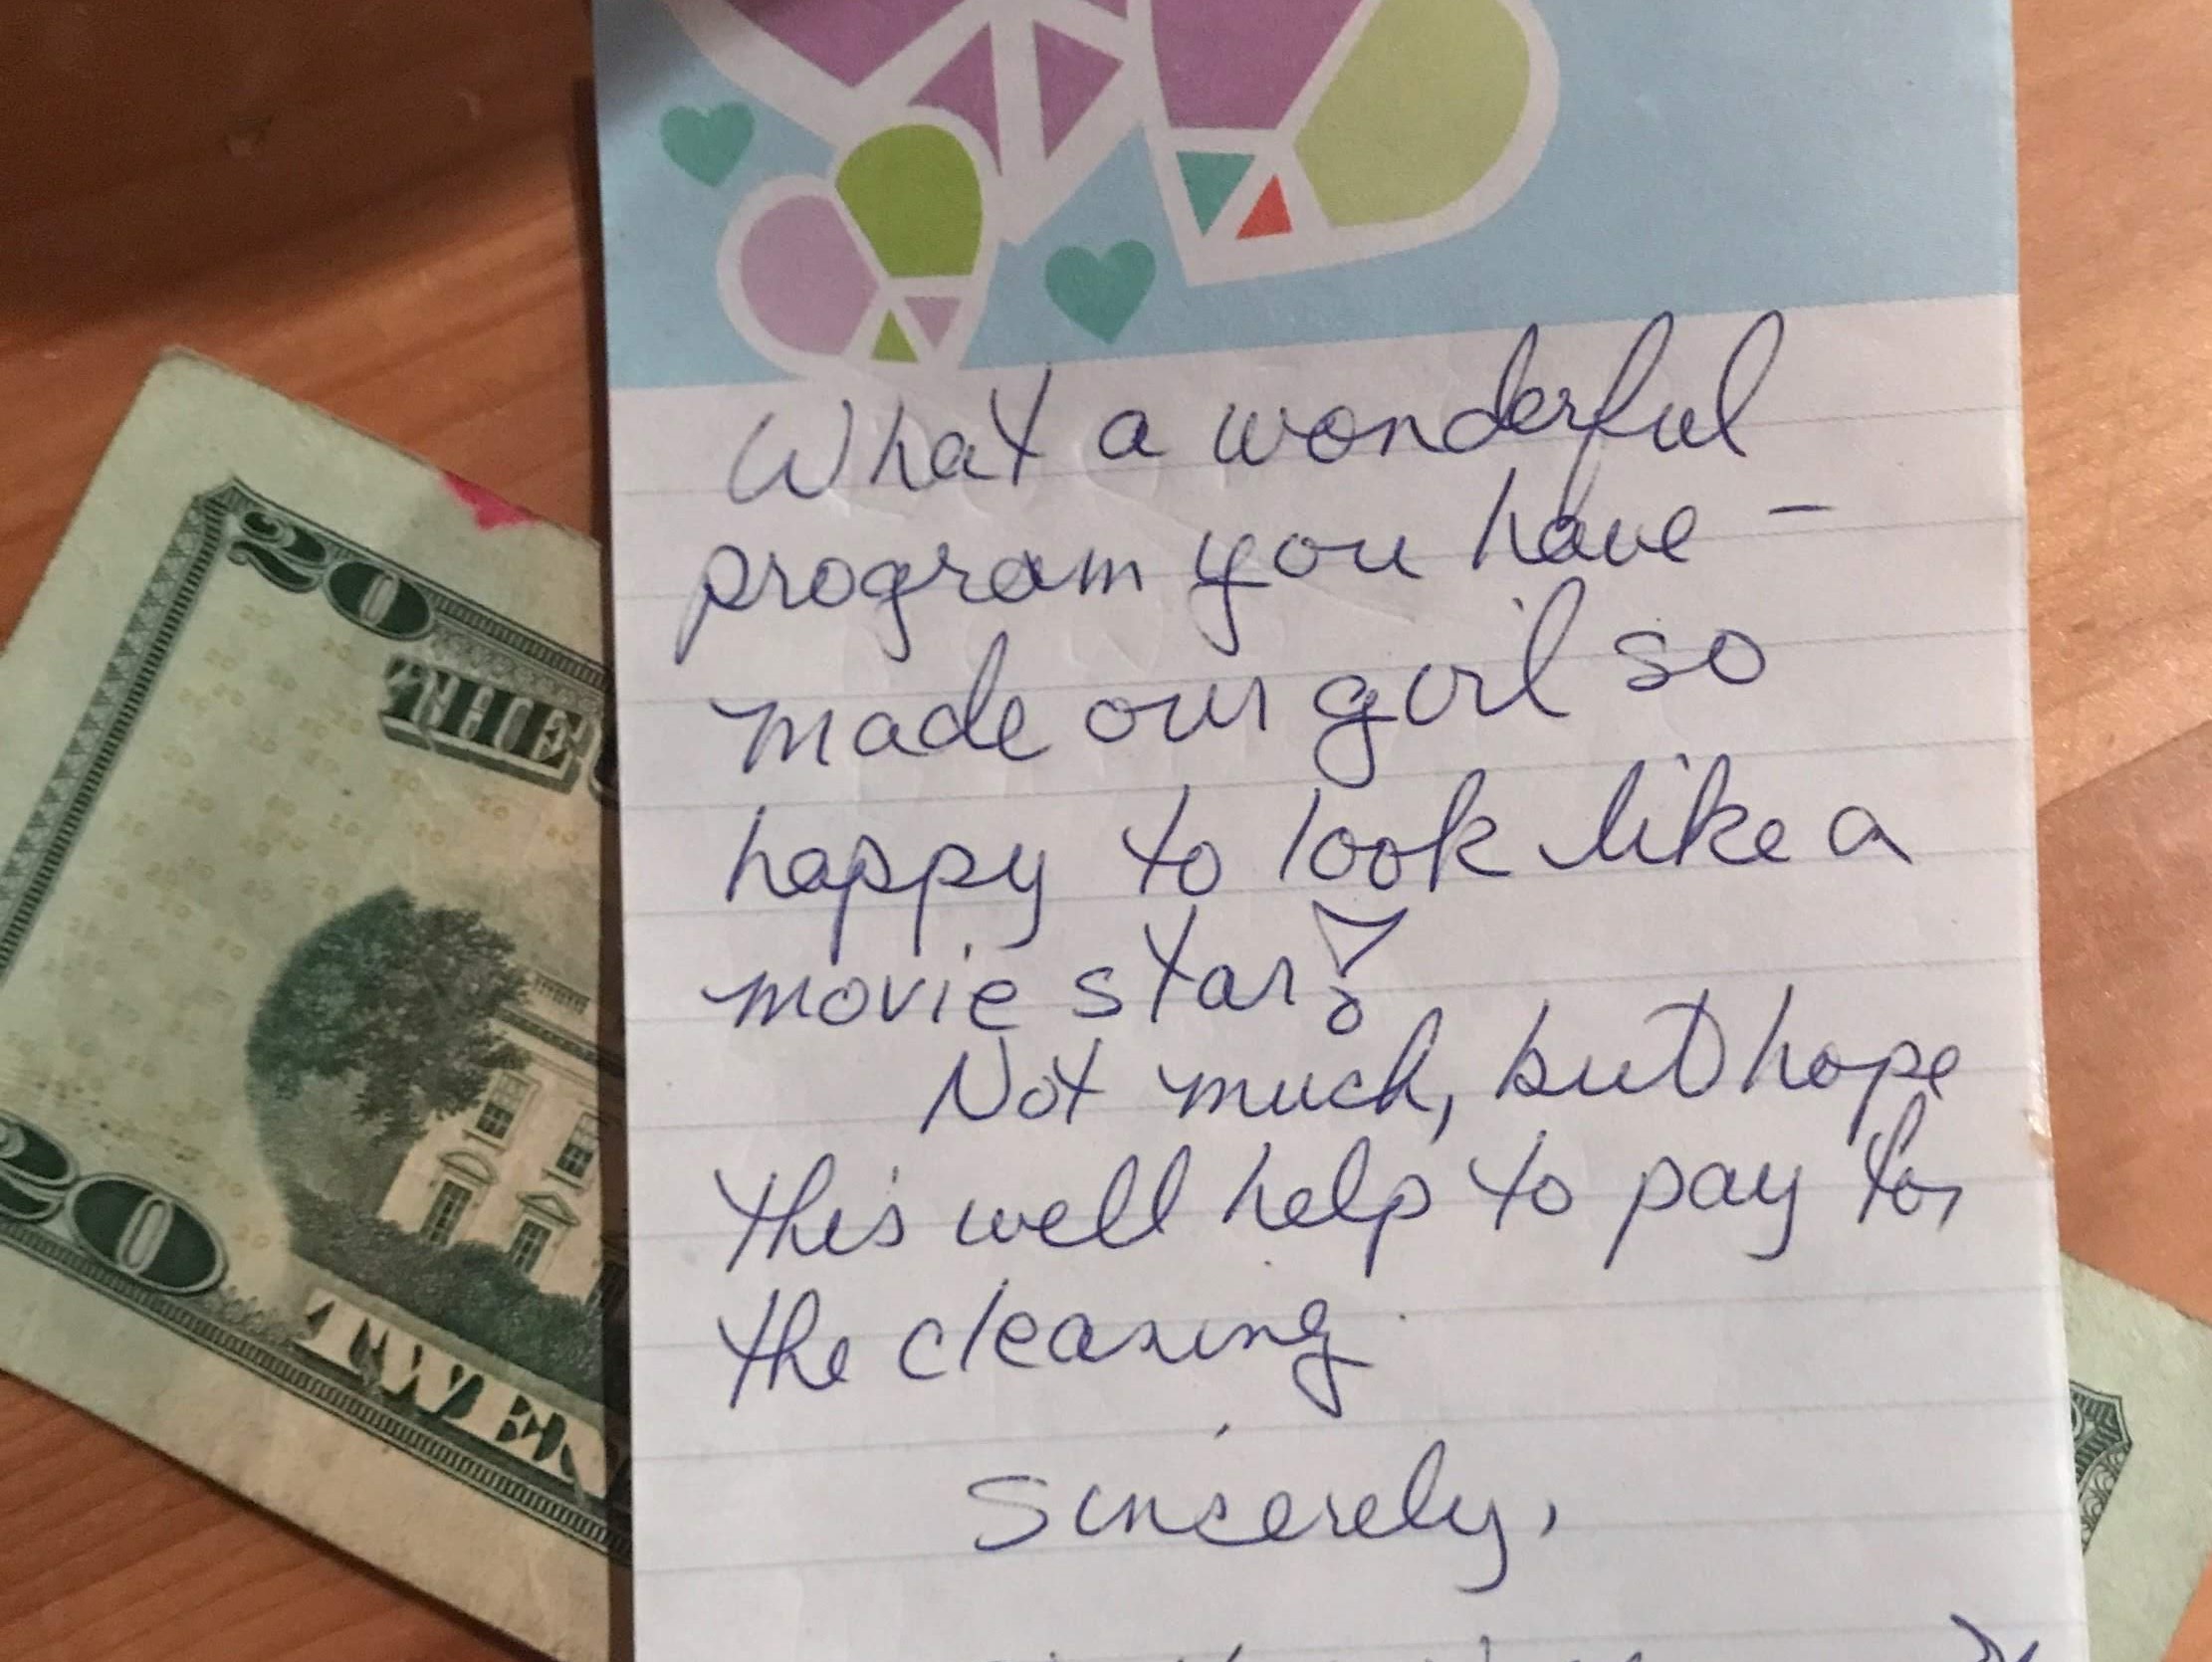 What a wonderful
program you have –
made our girl so
happy to look like a
movie star!
Not much, but hope
this well help to pay for
the cleaning.
Sincerely,
20
THE
20
TWEN